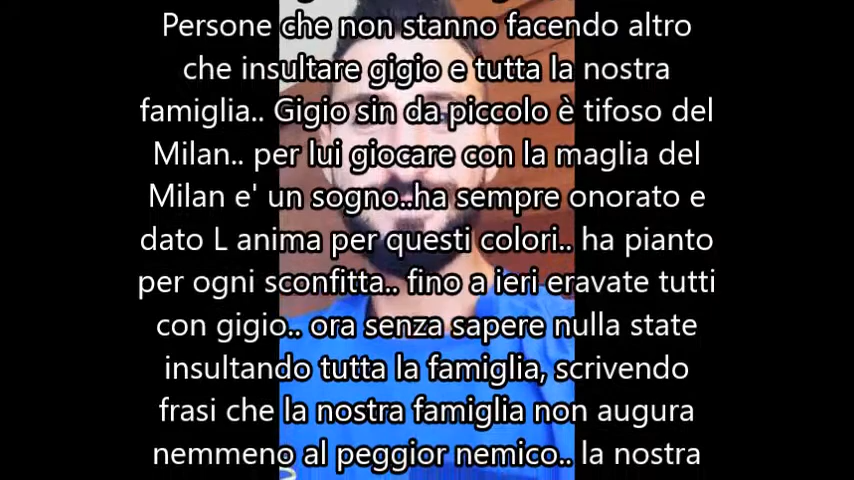 Persone che non stanno facendo altro
che insultare gigio e tutta la nostra
famiglia.. Gigio sin da piccolo è tifoso del
Milan.. per lui giocare con la maglia del
Milan e' un sogno..ha sempre onorato e
dato L anima per questi colori.. ha pianto
per ogni sconfitta.. fino a ieri eravate tutti
con gigio.. ora senza sapere nulla state
insultando tutta la famiglia, scrivendo
frasi che la nostra famiglia non augura
nemmeno al peggior nemico.. la nostra